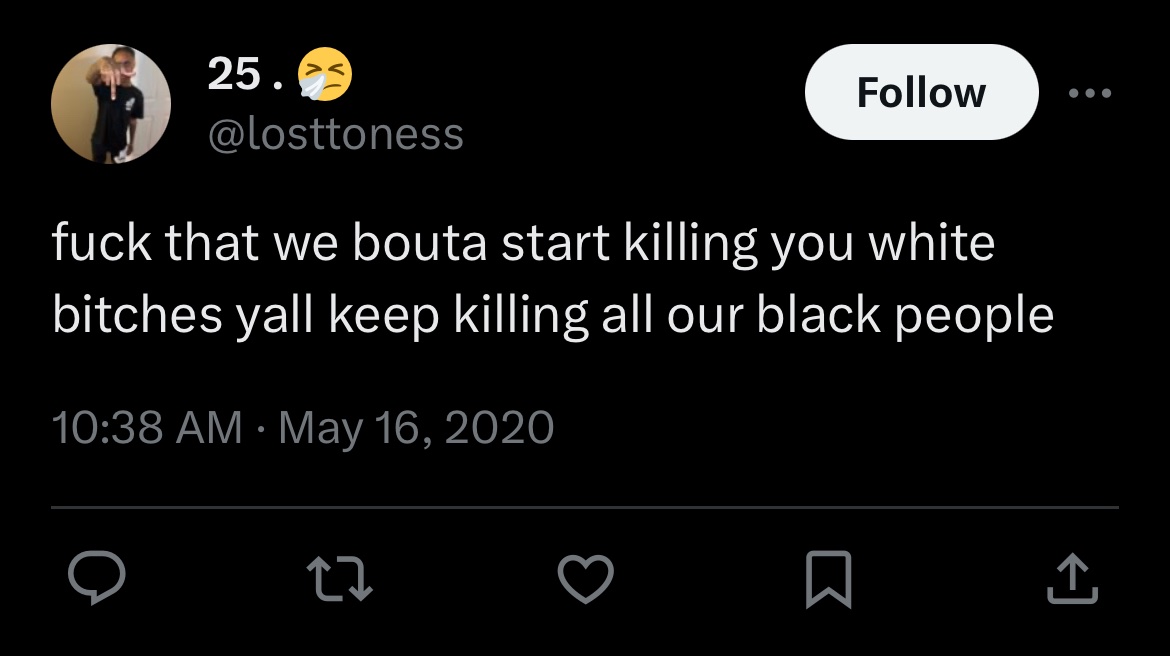 25 . 🤧
@losttoness
Follow
fuck that we bouta start killing you white
bitches yall keep killing all our black people
10:38 AM · May 16, 2020